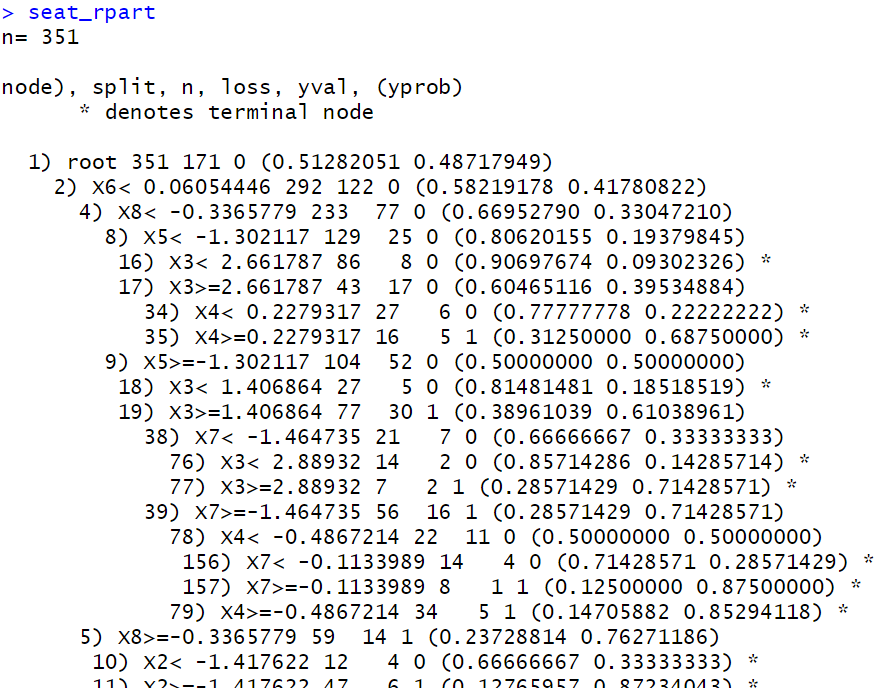 > seat_rpart
n= 351

node), split, n, loss, yval, (yprob)
      * denotes terminal node

  1) root 351 171 0 (0.51282051 0.48717949)
    2) X6< 0.06054446 292 122 0 (0.58219178 0.41780822)
      4) X8< -0.3365779 233  77 0 (0.66952790 0.33047210)
        8) X5< -1.302117 129  25 0 (0.80620155 0.19379845)
         16) X3< 2.661787 86   8 0 (0.90697674 0.09302326) *
         17) X3>=2.661787 43  17 0 (0.60465116 0.39534884)
           34) X4< 0.2279317 27   6 0 (0.77777778 0.22222222) *
           35) X4>=0.2279317 16   5 1 (0.31250000 0.68750000) *
        9) X5>=-1.302117 104  52 0 (0.50000000 0.50000000)
         18) X3< 1.406864 27   5 0 (0.81481481 0.18518519) *
         19) X3>=1.406864 77  30 1 (0.38961039 0.61038961)
           38) X7< -1.464735 21   7 0 (0.66666667 0.33333333)
             76) X3< 2.88932 14   2 0 (0.85714286 0.14285714) *
             77) X3>=2.88932 7   2 1 (0.28571429 0.71428571) *
           39) X7>=-1.464735 56  16 1 (0.28571429 0.71428571)
             78) X4< -0.4867214 22  11 0 (0.50000000 0.50000000)
              156) X7< -0.1133989 14   4 0 (0.71428571 0.28571429) *
              157) X7>=-0.1133989 8   1 1 (0.12500000 0.87500000) *
             79) X4>=-0.4867214 34   5 1 (0.14705882 0.85294118) *
      5) X8>=-0.3365779 59  14 1 (0.23728814 0.76271186)
       10) X2< -1.417622 12   4 0 (0.66666667 0.33333333) *
       11) X2>=-1.417622 47   6 1 (0.12765957 0.87234043) *